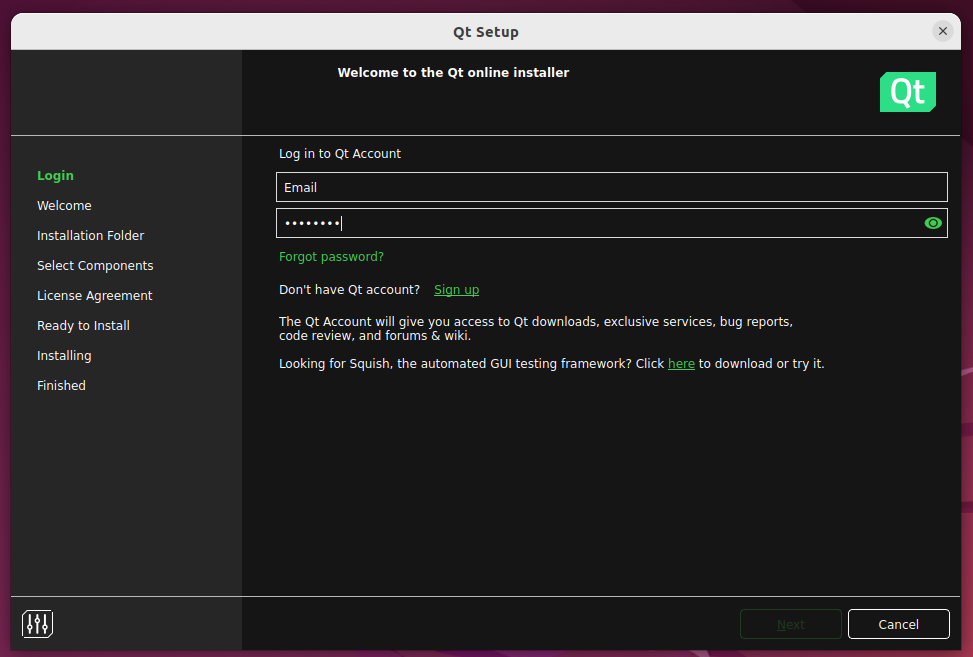 Qt Setup
Welcome to the Qt online installer
Qt
Login
Welcome
Installation Folder
Select Components
License Agreement
Ready to Install
Installing
Finished
Log in to Qt Account
Email
••••••••
Forgot password?
Don't have Qt account? Sign up
The Qt Account will give you access to Qt downloads, exclusive services, bug reports,
code review, and forums & wiki.
Looking for Squish, the automated GUI testing framework? Click here to download or try it.
Next
Cancel